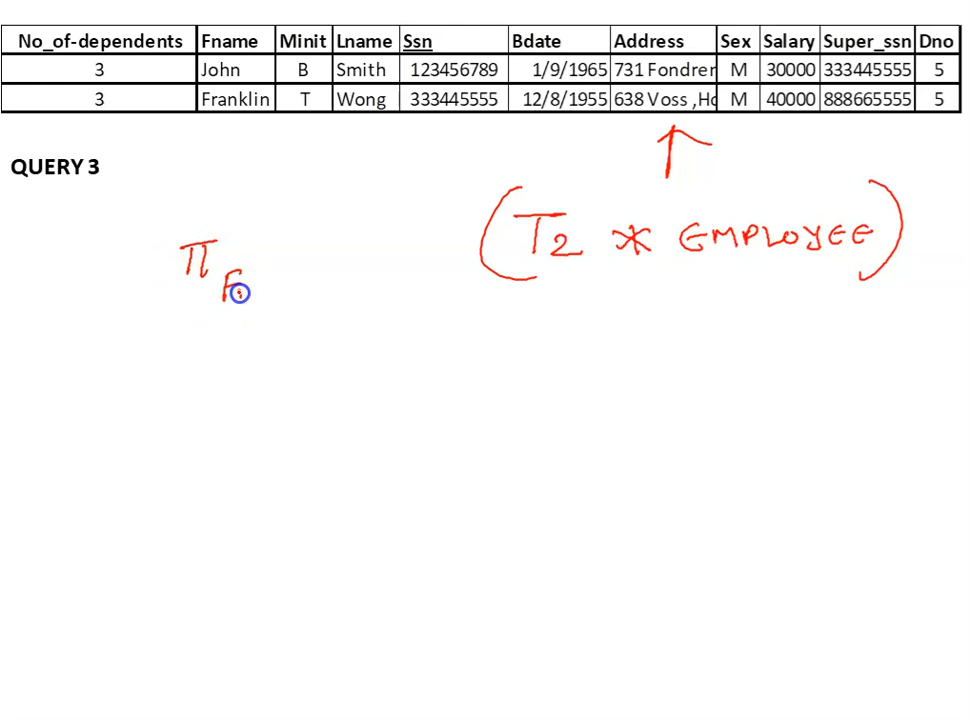 No_of-dependents Fname Minit Lname Ssn Bdate Address Sex Salary Super_ssn Dno
3 John B Smith 123456789 1/9/1965 731 Fondren M 30000 333445555 5
3 Franklin T Wong 333445555 12/8/1955 638 Voss ,Ho M 40000 888665555 5
QUERY 3
π F (T2 * EMPLOYEE)